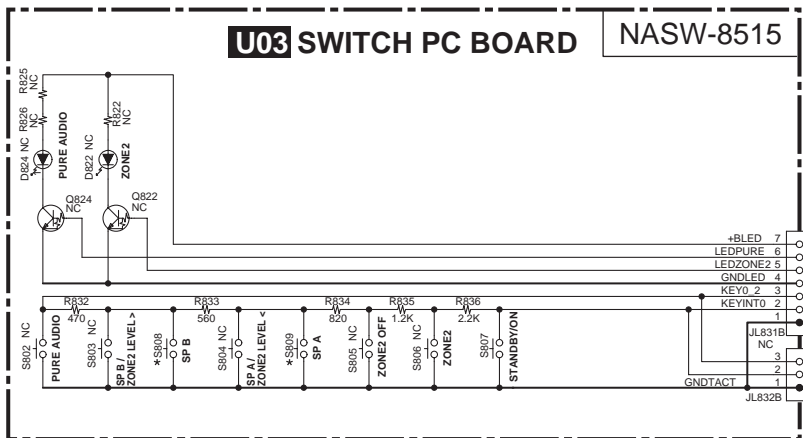 U03 SWITCH PC BOARD
NASW-8515
R825
NC
R826
NC
R822
NC
D824 NC
PURE AUDIO
D822 NC
ZONE2
Q824
NC
Q822
NC
+BLED 7
LEDPURE 6
LEDZONE2 5
GNDLED 4
KEY0_2 3
KEYINT0 2
1
JL831B
NC
R832
470
R833
560
R834
820
R835
1.2K
R836
2.2K
S802 NC
PURE AUDIO
S803 NC
SP B /
ZONE2 LEVEL >
*S808
SP B
S804 NC
SP A /
ZONE2 LEVEL <
*S809
SP A
S805 NC
ZONE2 OFF
S806 NC
ZONE2
S807
STANDBY/ON
3
2
GNDTACT 1
JL832B